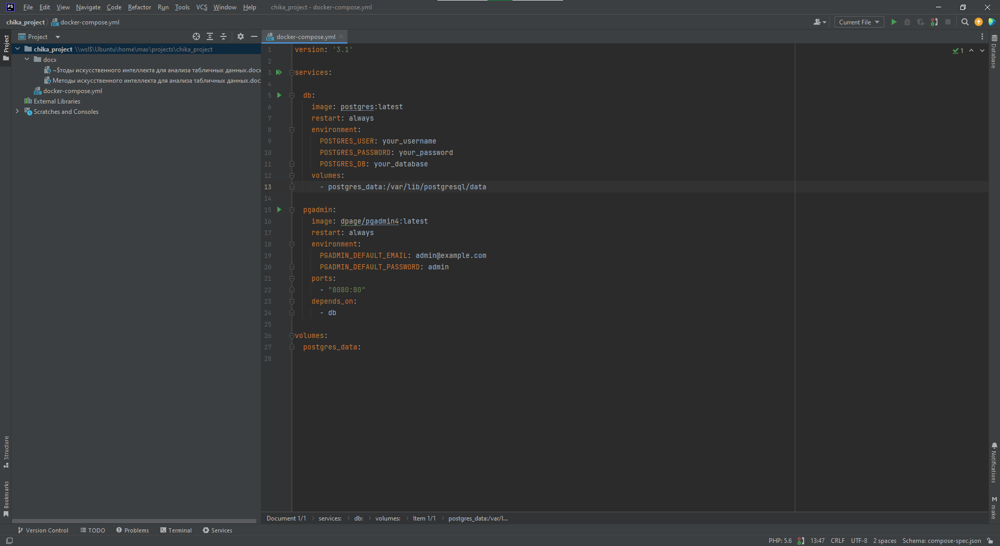 PS File Edit View Navigate Code Refactor Run Tools VCS Window Help chika_project - docker-compose.yml
chika_project docker-compose.yml Current File
Project
Project
docker-compose.yml
chika_project \\wsl$\Ubuntu\home\max\projects\chika_project
docx
~$тоды искусственного интеллекта для анализа табличных данных.docx
Методы искусственного интеллекта для анализа табличных данных.doc
docker-compose.yml
External Libraries
Scratches and Consoles
Structure
Bookmarks
1 version: '3.1'
2
3 services:
4
5 db:
6 image: postgres:latest
7 restart: always
8 environment:
9 POSTGRES_USER: your_username
10 POSTGRES_PASSWORD: your_password
11 POSTGRES_DB: your_database
12 volumes:
13 - postgres_data:/var/lib/postgresql/data
14
15 pgadmin:
16 image: dpage/pgadmin4:latest
17 restart: always
18 environment:
19 PGADMIN_DEFAULT_EMAIL: admin@example.com
20 PGADMIN_DEFAULT_PASSWORD: admin
21 ports:
22 - "8080:80"
23 depends_on:
24 - db
25
26 volumes:
27 postgres_data:
28
1
Database
Notifications
M make
Document 1/1 services: db: volumes: Item 1/1 postgres_data:/var/l...
Version Control TODO Problems Terminal Services
PHP: 5.6 13:47 CRLF UTF-8 2 spaces Schema: compose-spec.json